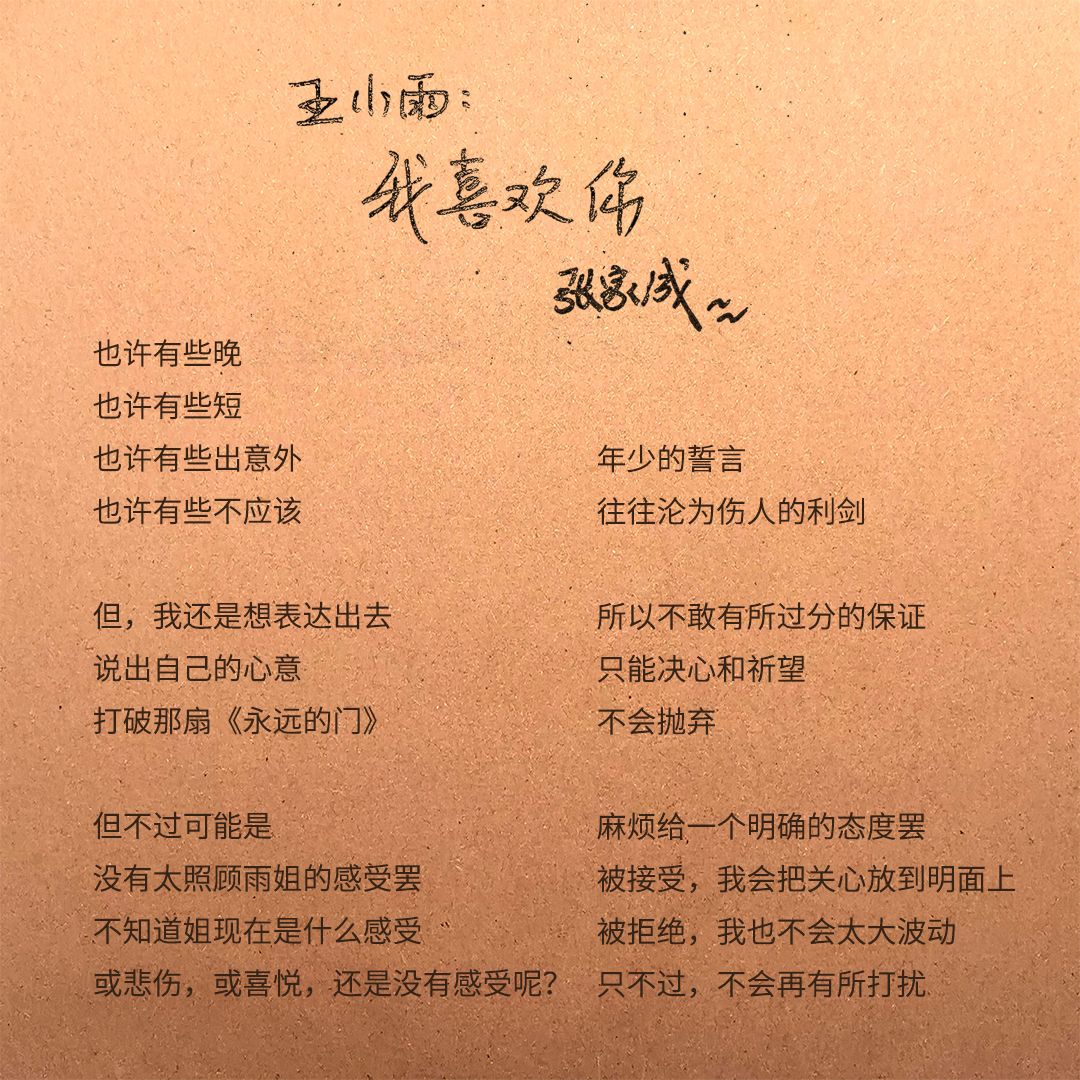 王小雨:
我喜欢你
张家成~~
也许有些晚
也许有些短
也许有些出意外
也许有些不应该
但，我还是想表达出去
说出自己的心意
打破那扇《永远的门》
但不过可能是
没有太照顾雨姐的感受罢
不知道姐现在是什么感受
或悲伤，或喜悦，还是没有感受呢？
年少的誓言
往往沦为伤人的利剑
所以不敢有所过分的保证
只能决心和祈望
不会抛弃
麻烦给一个明确的态度罢
被接受，我会把关心放到明面上
被拒绝，我也不会太大波动
只不过，不会再有所打扰